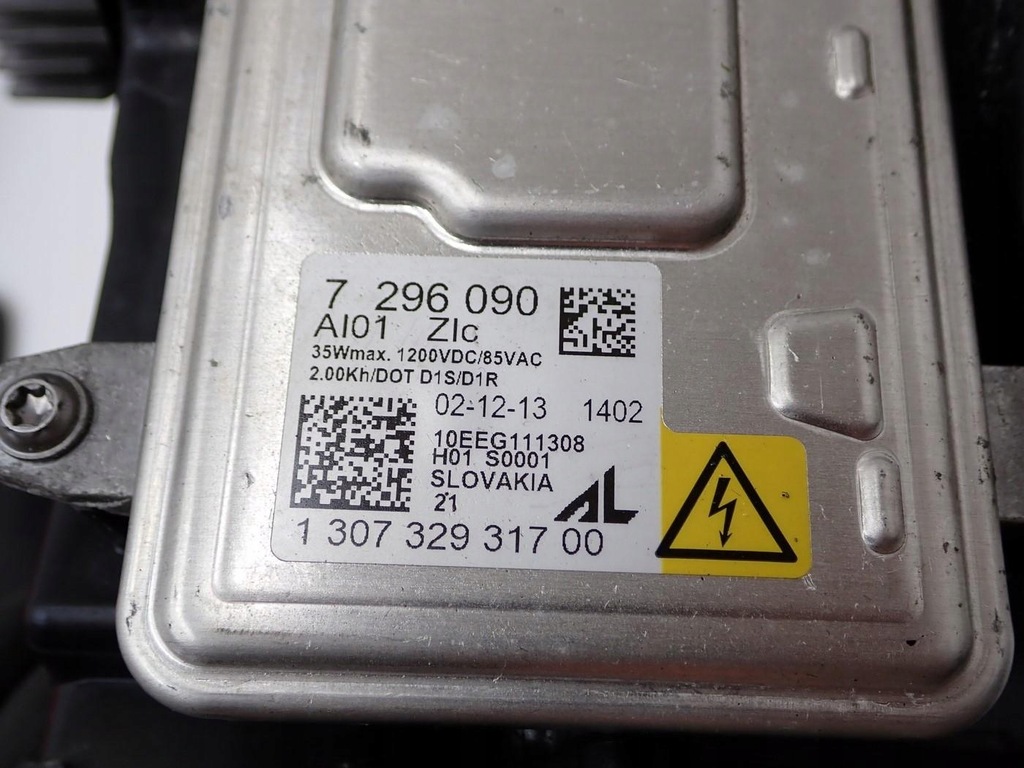 7 296 090
AI01 ZIc
35Wmax. 1200VDC/85VAC
2.00Kh/DOT D1S/D1R
02-12-13 1402
10EEG111308
H01 S0001
SLOVAKIA
21
AL
1 307 329 317 00